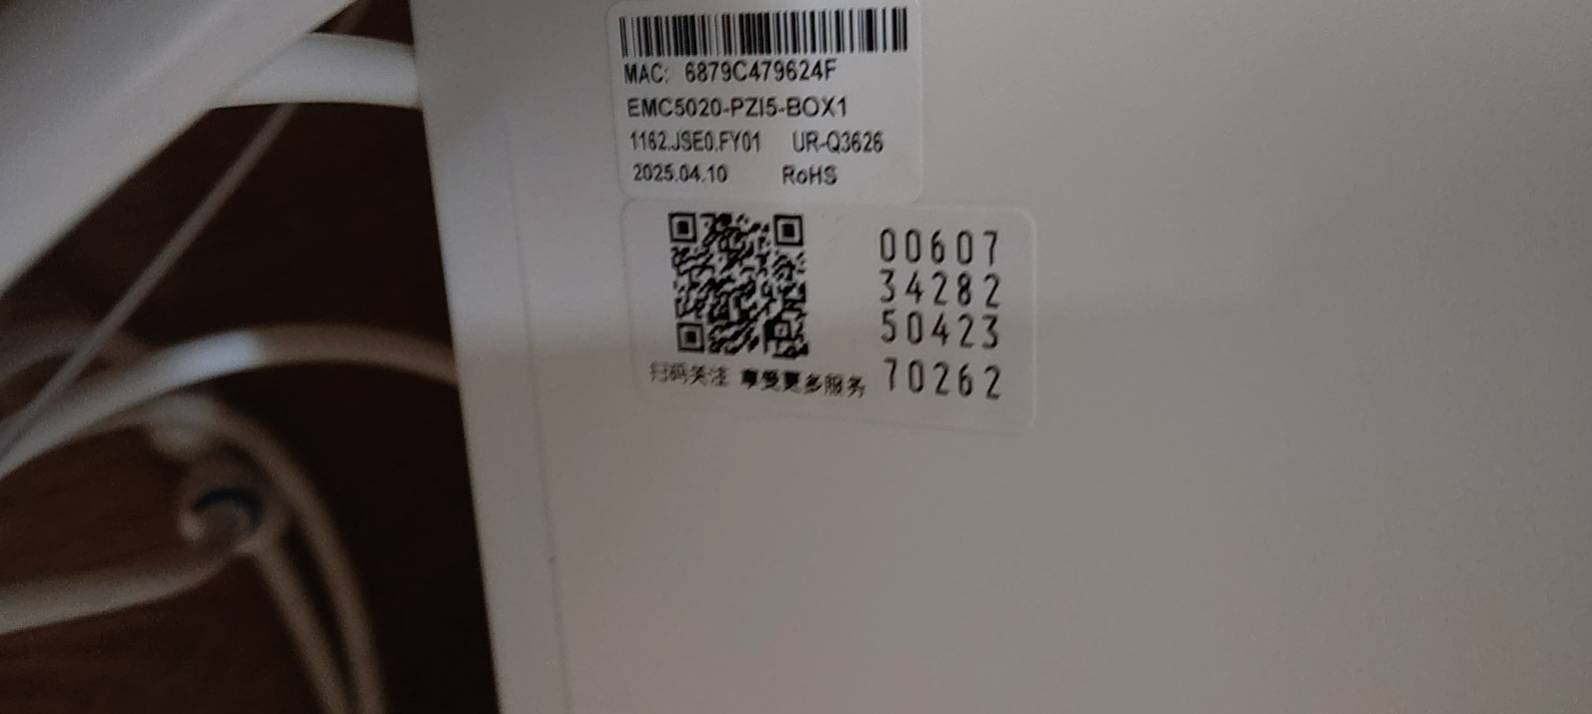 MAC: 6879C479624F
EMC5020-PZI5-BOX1
1162.JSE0.FY01 UR-Q3626
2025.04.10 RoHS
00607
34282
50423
70262
扫码关注 享受更多服务